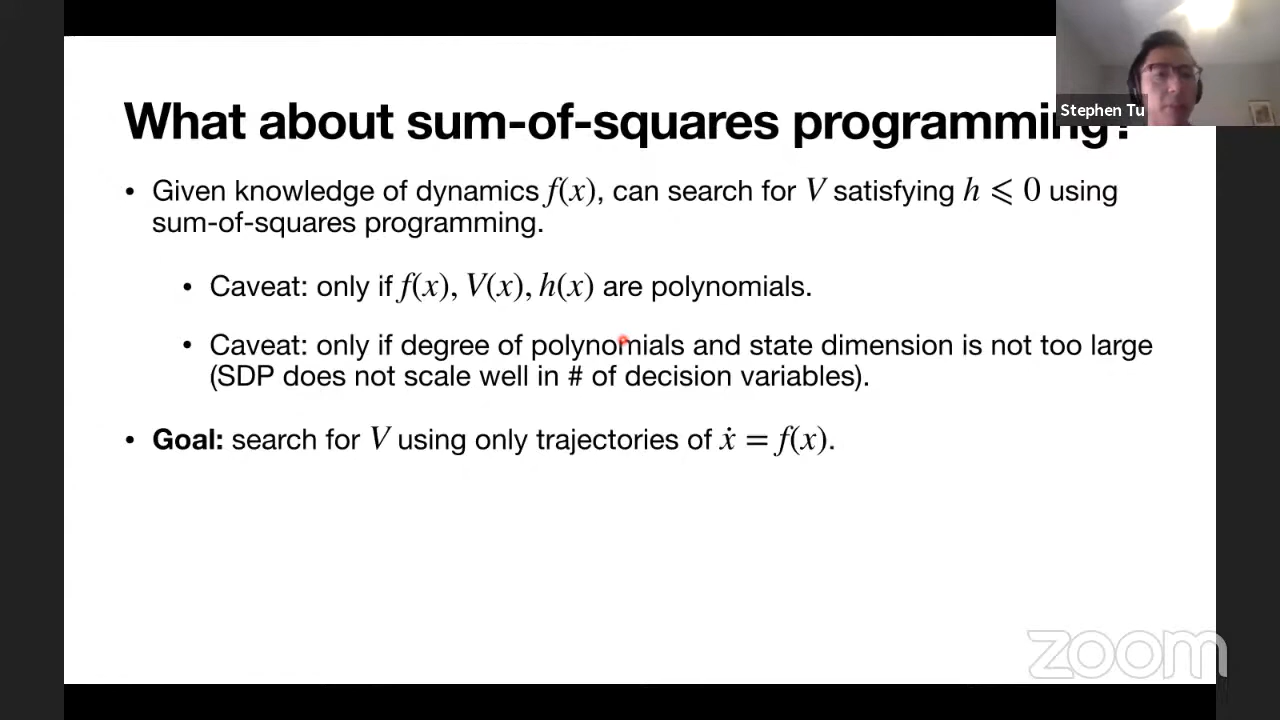 What about sum-of-squares programming?
Stephen Tu
• Given knowledge of dynamics f(x), can search for V satisfying h ⩽ 0 using
sum-of-squares programming.
• Caveat: only if f(x), V(x), h(x) are polynomials.
• Caveat: only if degree of polynomials and state dimension is not too large
(SDP does not scale well in # of decision variables).
• Goal: search for V using only trajectories of ẋ = f(x).
zoom